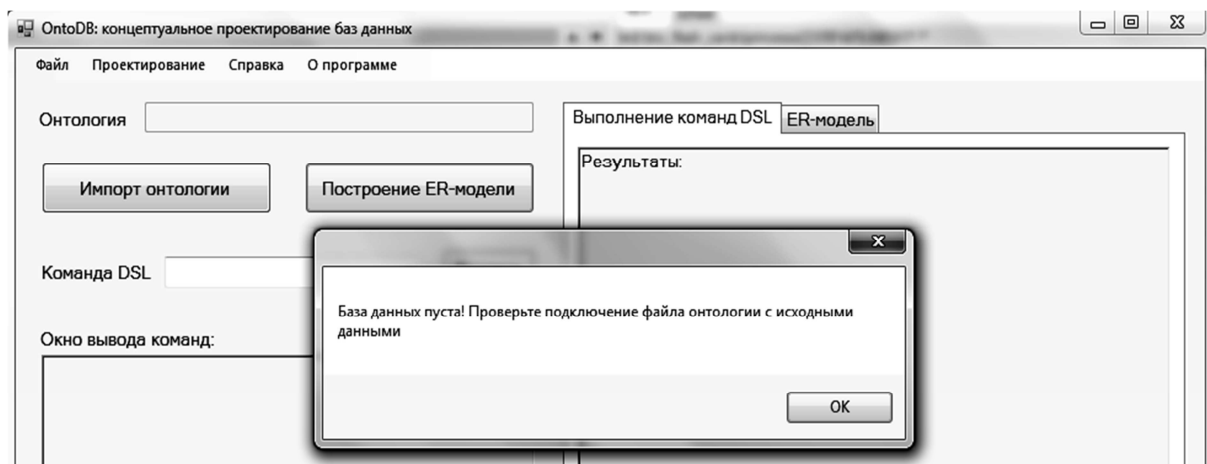 OntoDB: концептуальное проектирование баз данных
Файл Проектирование Справка О программе
Онтология
Выполнение команд DSL ER-модель
Результаты:
Импорт онтологии Построение ER-модели
Команда DSL
База данных пуста! Проверьте подключение файла онтологии с исходными
данными
Окно вывода команд:
OK